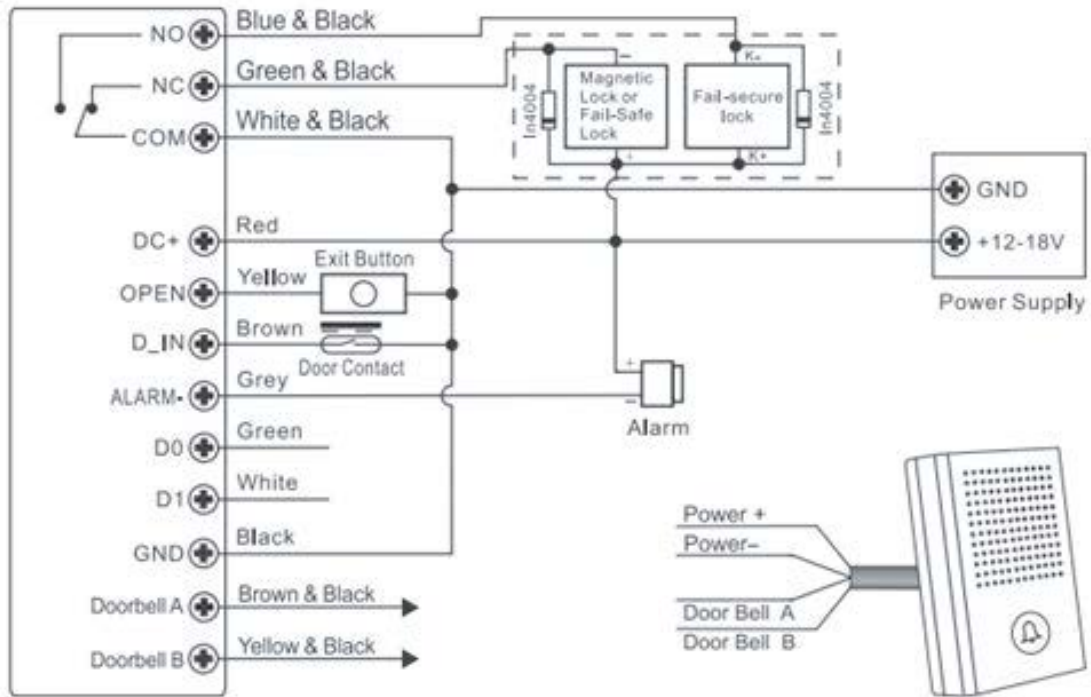 NO
Blue & Black
NC
Green & Black
COM
White & Black
In4004
–
Magnetic
Lock or
Fail-Safe
Lock
+
K-
Fail-secure
lock
K+
In4004
GND
+12-18V
Power Supply
DC+
Red
OPEN
Yellow
Exit Button
D_IN
Brown
Door Contact
ALARM-
Grey
+
–
Alarm
D0
Green
D1
White
GND
Black
Doorbell A
Brown & Black
Doorbell B
Yellow & Black
Power +
Power–
Door Bell A
Door Bell B